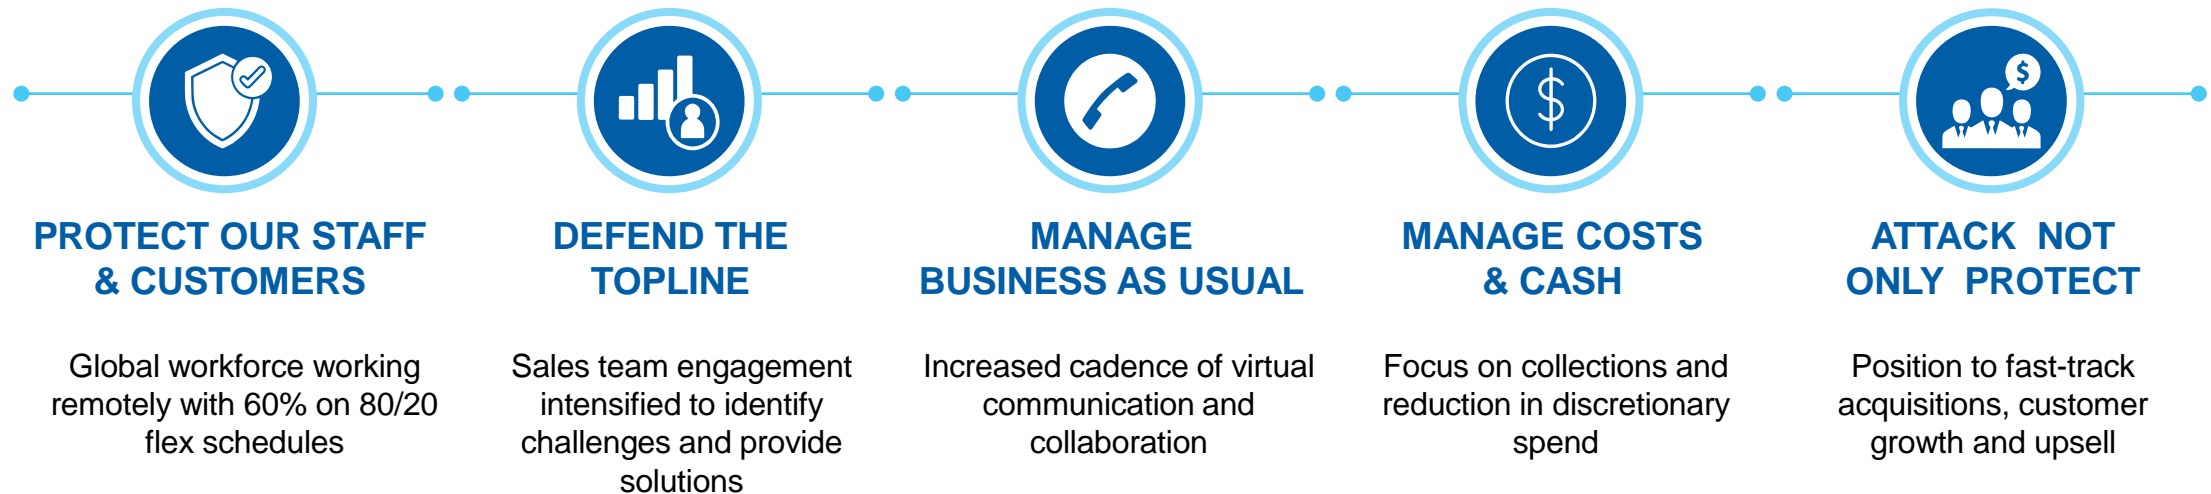 PROTECT OUR STAFF
& CUSTOMERS
Global workforce working
remotely with 60% on 80/20
flex schedules
DEFEND THE
TOPLINE
Sales team engagement
intensified to identify
challenges and provide
solutions
MANAGE
BUSINESS AS USUAL
Increased cadence of virtual
communication and
collaboration
$
MANAGE COSTS
& CASH
Focus on collections and
reduction in discretionary
spend
$
ATTACK NOT
ONLY PROTECT
Position to fast-track
acquisitions, customer
growth and upsell